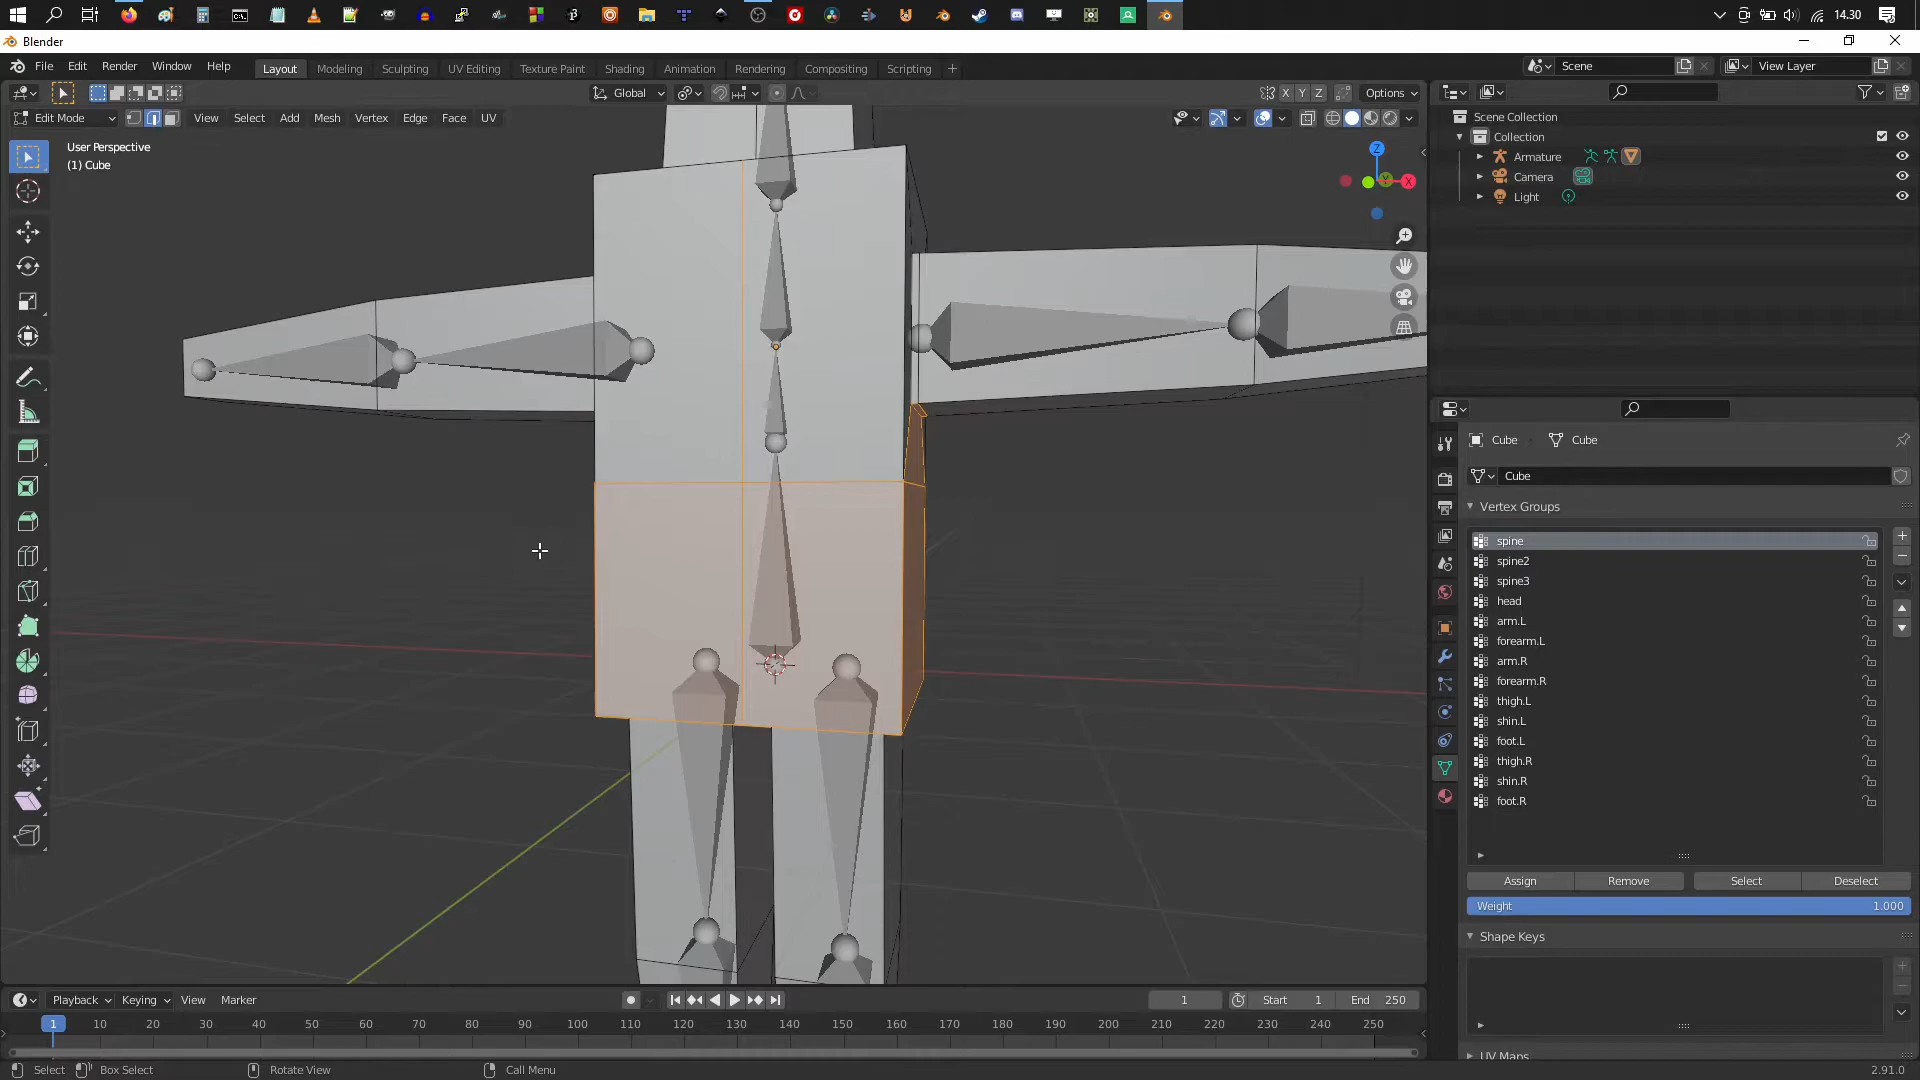 14.30
Blender
File Edit Render Window Help
Layout Modeling Sculpting UV Editing Texture Paint Shading Animation Rendering Compositing Scripting +
Scene
View Layer
Global
X Y Z
Options
Edit Mode
View Select Add Mesh Vertex Edge Face UV
User Perspective
(1) Cube
Z
X
Y
Scene Collection
Collection
Armature
Camera
Light
Cube
Cube
Cube
Vertex Groups
spine
spine2
spine3
head
arm.L
forearm.L
arm.R
forearm.R
thigh.L
shin.L
foot.L
thigh.R
shin.R
foot.R
Assign Remove Select Deselect
Weight 1.000
Shape Keys
UV Maps
Playback Keying View Marker
1
Start 1 End 250
1 10 20 30 40 50 60 70 80 90 100 110 120 130 140 150 160 170 180 190 200 210 220 230 240 250
Select Box Select Rotate View Call Menu
2.91.0